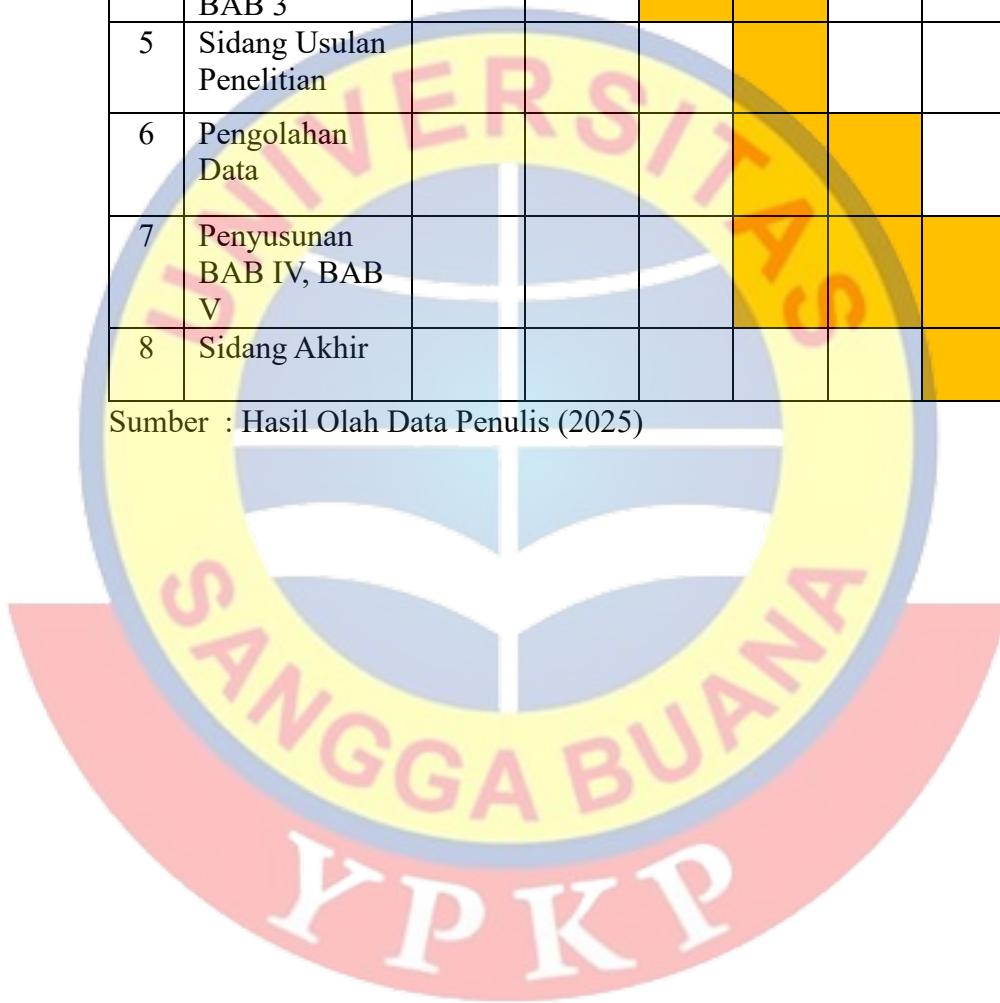 BAB 3
5 Sidang Usulan
Penelitian
6 Pengolahan
Data
7 Penyusunan
BAB IV, BAB
V
8 Sidang Akhir
Sumber : Hasil Olah Data Penulis (2025)
UNIVERSITAS
SANGGA BUANA
YPKP